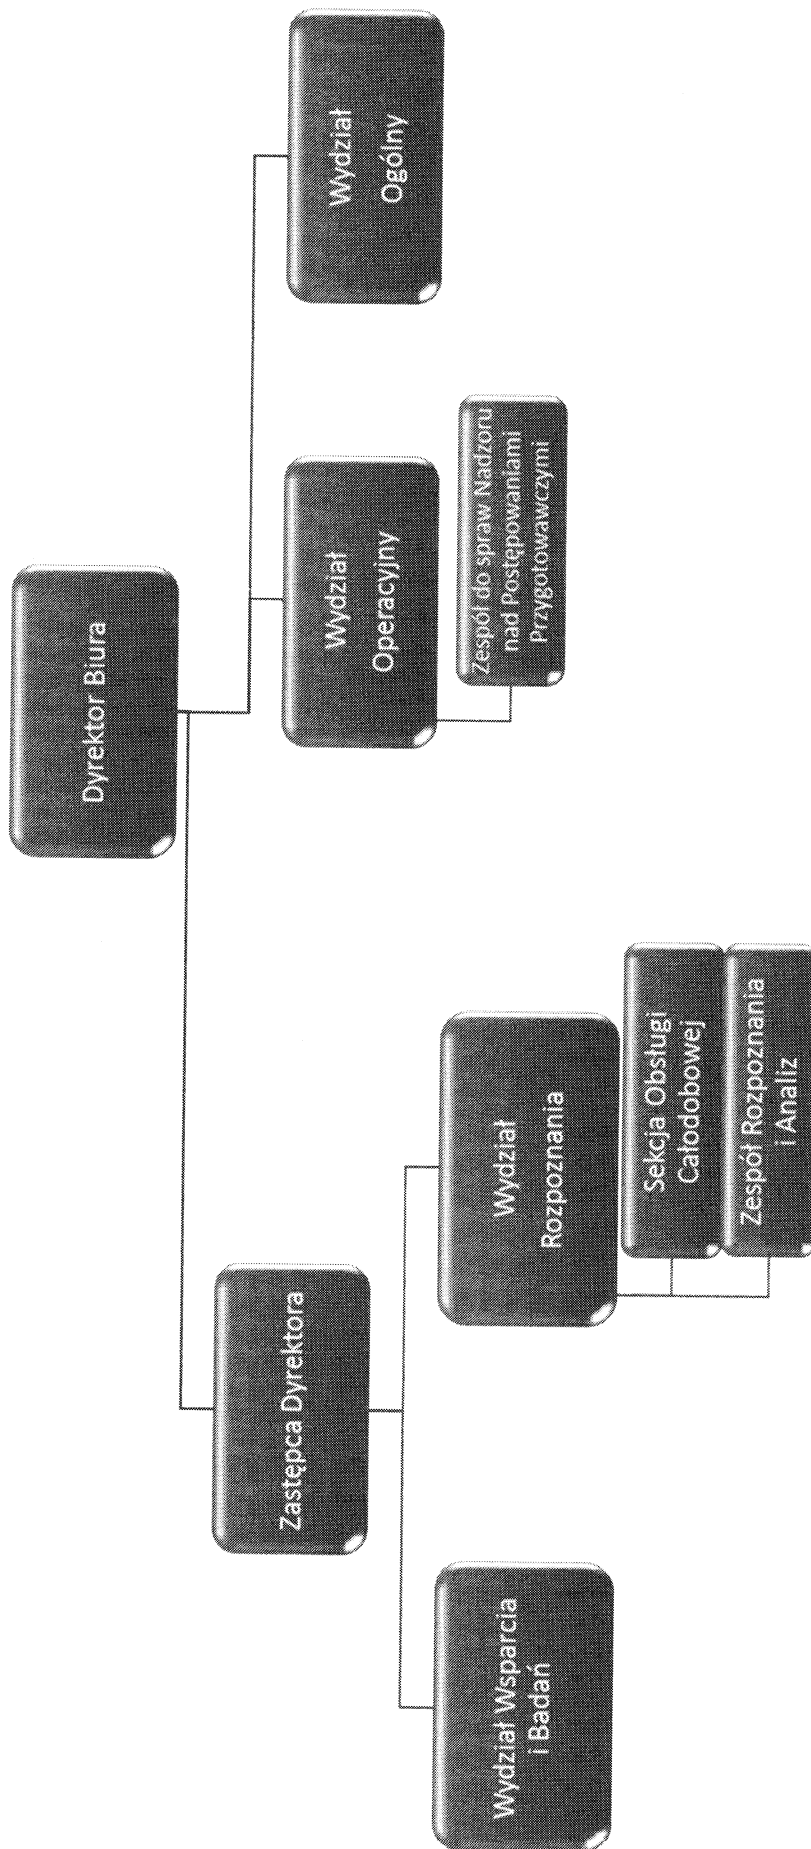 Dyrektor Biura
Zastępca Dyrektora
Wydział
Operacyjny
Wydział
Ogólny
Zespół do spraw Nadzoru
nad Postępowaniami
Przygotowawczymi
Wydział Wsparcia
i Badań
Wydział
Rozpoznania
Sekcja Obsługi
Całodobowej
Zespół Rozpoznania
i Analiz